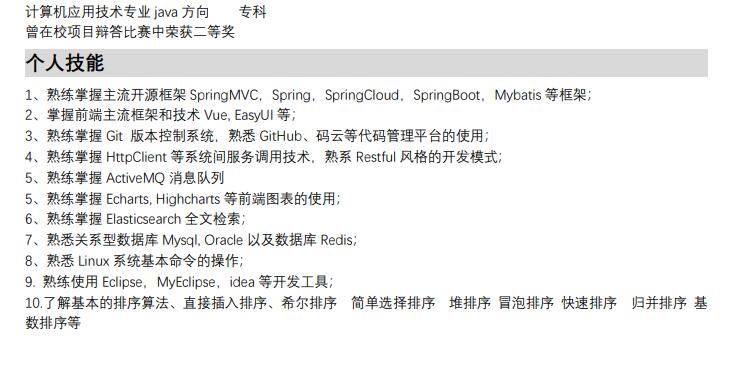 计算机应用技术专业 java 方向 专科
曾在校项目辩答比赛中荣获二等奖
个人技能
1、熟练掌握主流开源框架 SpringMVC，Spring，SpringCloud，SpringBoot，Mybatis 等框架；
2、掌握前端主流框架和技术 Vue, EasyUI 等；
3、熟练掌握 Git 版本控制系统，熟悉 GitHub、码云等代码管理平台的使用；
4、熟练掌握 HttpClient 等系统间服务调用技术，熟系 Restful 风格的开发模式；
5、熟练掌握 ActiveMQ 消息队列
5、熟练掌握 Echarts, Highcharts 等前端图表的使用；
6、熟练掌握 Elasticsearch 全文检索；
7、熟悉关系型数据库 Mysql, Oracle 以及数据库 Redis；
8、熟悉 Linux 系统基本命令的操作；
9. 熟练使用 Eclipse，MyEclipse，idea 等开发工具；
10.了解基本的排序算法、直接插入排序、希尔排序 简单选择排序 堆排序 冒泡排序 快速排序 归并排序 基
数排序等